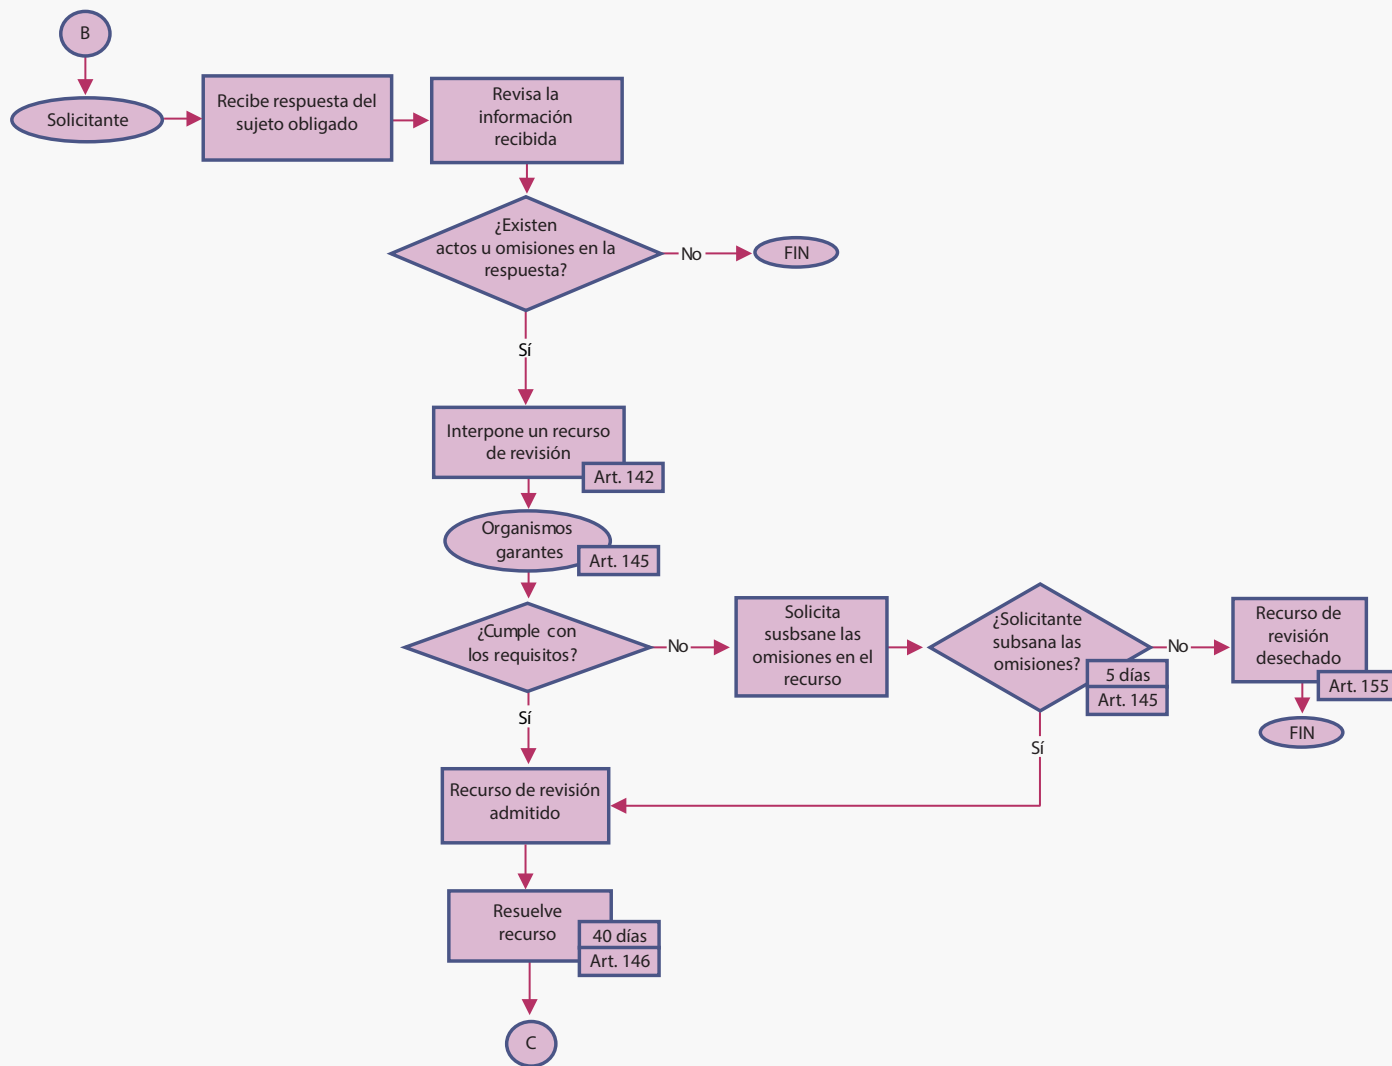 B
Solicitante
Recibe respuesta del
sujeto obligado
Revisa la
información
recibida
¿Existen
actos u omisiones en la
respuesta?
No
FIN
Sí
Interpone un recurso
de revisión
Art. 142
Organismos
garantes
Art. 145
¿Cumple con
los requisitos?
No
Solicita
susbsane las
omisiones en el
recurso
¿Solicitante
subsana las
omisiones?
5 días
Art. 145
No
Recurso de
revisión
desechado
Art. 155
FIN
Sí
Sí
Recurso de revisión
admitido
Resuelve
recurso
40 días
Art. 146
C